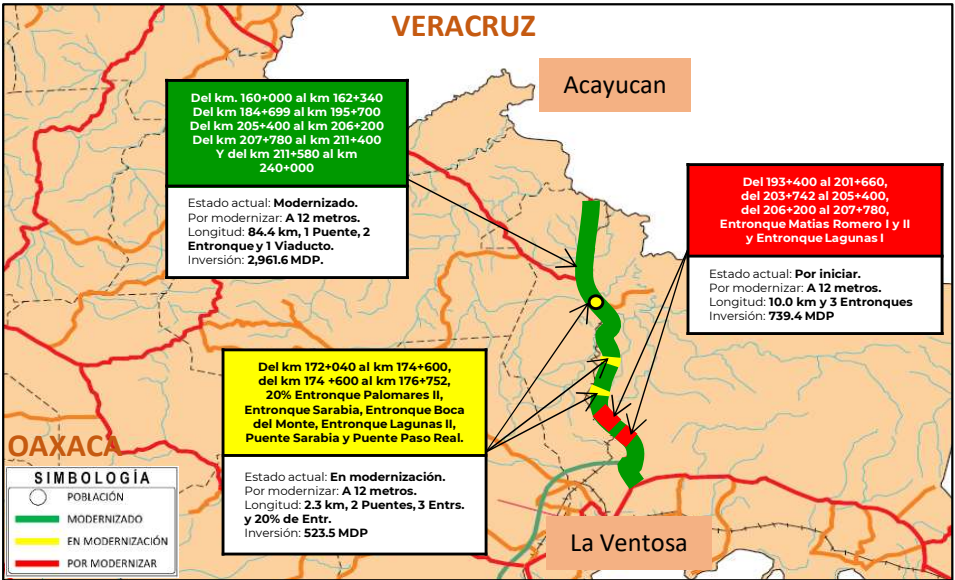 VERACRUZ
Acayucan
Del km. 160+000 al km 162+340
Del km 184+699 al km 195+700
Del km 205+400 al km 206+200
Del km 207+780 al km 211+400
Y del km 211+580 al km
240+000
Estado actual: Modernizado.
Por modernizar: A 12 metros.
Longitud: 84.4 km, 1 Puente, 2
Entronque y 1 Viaducto.
Inversión: 2,961.6 MDP.
Del 193+400 al 201+660,
del 203+742 al 205+400,
del 206+200 al 207+780,
Entronque Matias Romero I y II
y Entronque Lagunas I
Estado actual: Por iniciar.
Por modernizar: A 12 metros.
Longitud: 10.0 km y 3 Entronques
Inversión: 739.4 MDP
Del km 172+040 al km 174+600,
del km 174 +600 al km 176+752,
20% Entronque Palomares II,
Entronque Sarabia, Entronque Boca
del Monte, Entronque Lagunas II,
Puente Sarabia y Puente Paso Real.
Estado actual: En modernización.
Por modernizar: A 12 metros.
Longitud: 2.3 km, 2 Puentes, 3 Entrs.
y 20% de Entr.
Inversión: 523.5 MDP
OAXACA
SIMBOLOGÍA
POBLACIÓN
MODERNIZADO
EN MODERNIZACIÓN
POR MODERNIZAR
La Ventosa